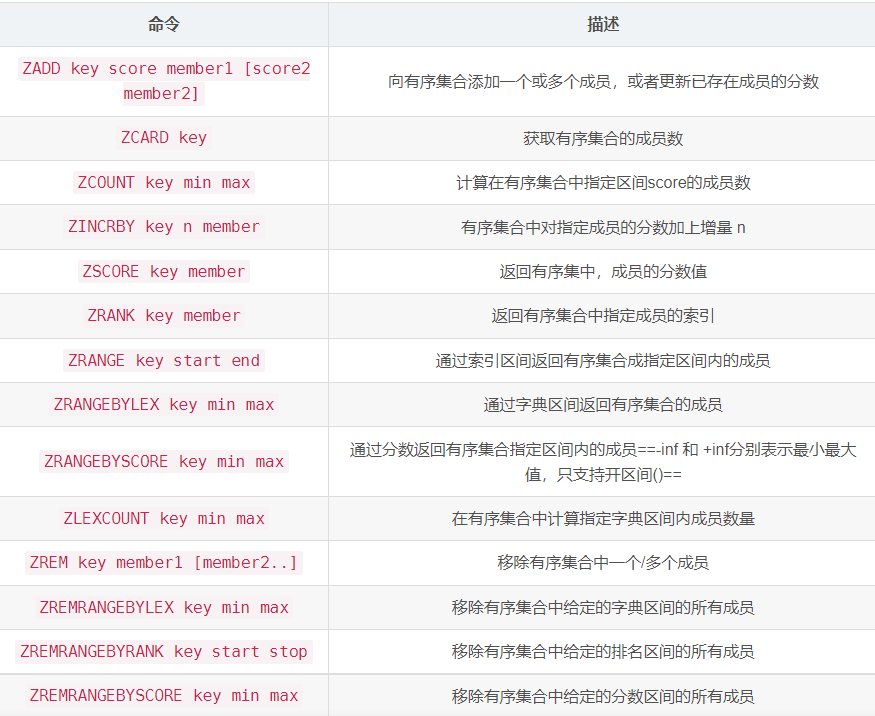 命令
描述
ZADD key score member1 [score2
member2]
向有序集合添加一个或多个成员，或者更新已存在成员的分数
ZCARD key
获取有序集合的成员数
ZCOUNT key min max
计算在有序集合中指定区间score的成员数
ZINCRBY key n member
有序集合中对指定成员的分数加上增量 n
ZSCORE key member
返回有序集中，成员的分数值
ZRANK key member
返回有序集合中指定成员的索引
ZRANGE key start end
通过索引区间返回有序集合成指定区间内的成员
ZRANGEBYLEX key min max
通过字典区间返回有序集合的成员
ZRANGEBYSCORE key min max
通过分数返回有序集合指定区间内的成员==-inf 和 +inf分别表示最小最大
值，只支持开区间()==
ZLEXCOUNT key min max
在有序集合中计算指定字典区间内成员数量
ZREM key member1 [member2..]
移除有序集合中一个/多个成员
ZREMRANGEBYLEX key min max
移除有序集合中给定的字典区间的所有成员
ZREMRANGEBYRANK key start stop
移除有序集合中给定的排名区间的所有成员
ZREMRANGEBYSCORE key min max
移除有序集合中给定的分数区间的所有成员